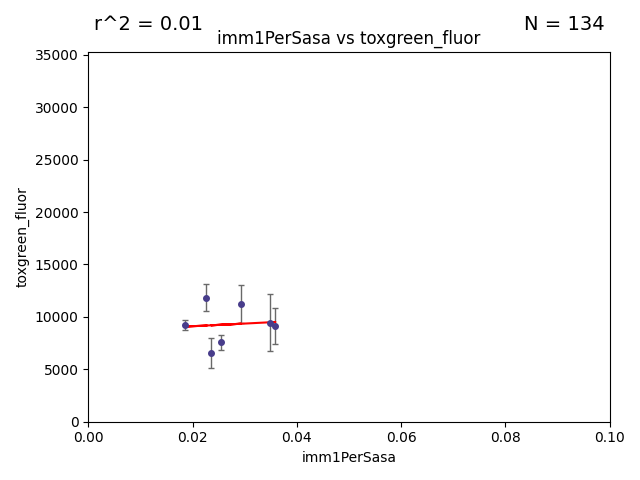 r^2 = 0.01
N = 134
imm1PerSasa vs toxgreen_fluor
35000
30000
25000
20000
15000
10000
5000
0
toxgreen_fluor
0.00
0.02
0.04
0.06
0.08
0.10
imm1PerSasa